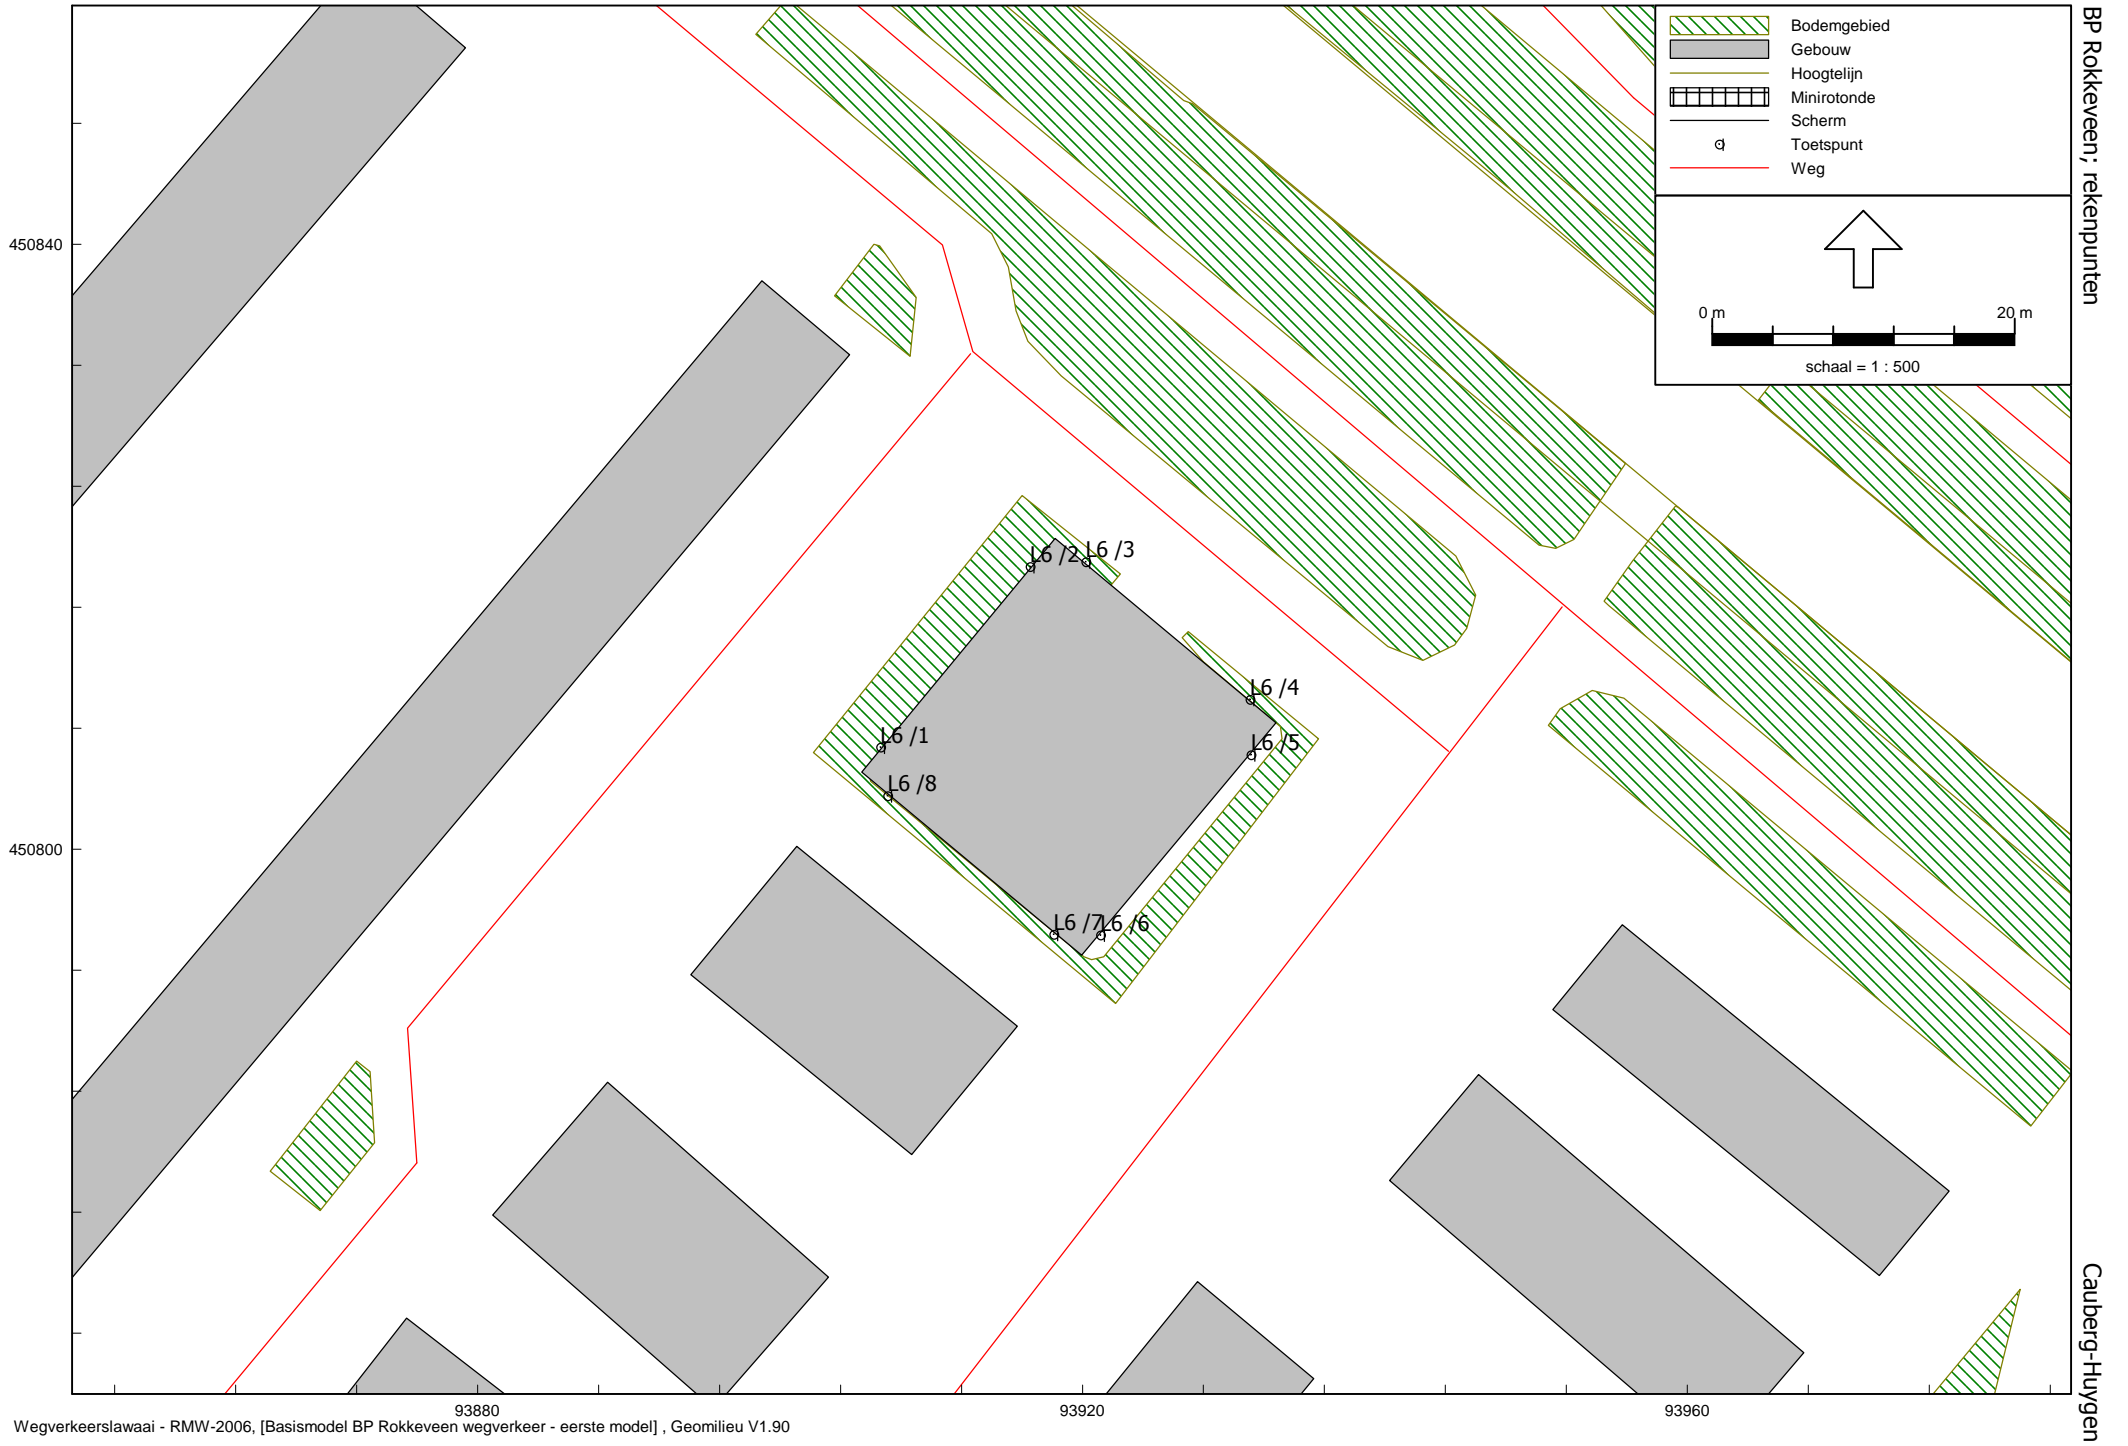 Bodemgebied
Gebouw
Hoogtelijn
Minirotonde
Scherm
Toetspunt
Weg
0 m
20 m
schaal = 1 : 500
BP Rokkeveen; rekenpunten
450840
L6 /2
L6 /3
L6 /4
L6 /1
L6 /5
L6 /8
450800
L6 /7
L6 /6
Cauberg-Huygen
93880
93920
93960
Wegverkeerslawaai - RMW-2006, [Basismodel BP Rokkeveen wegverkeer - eerste model] , Geomilieu V1.90